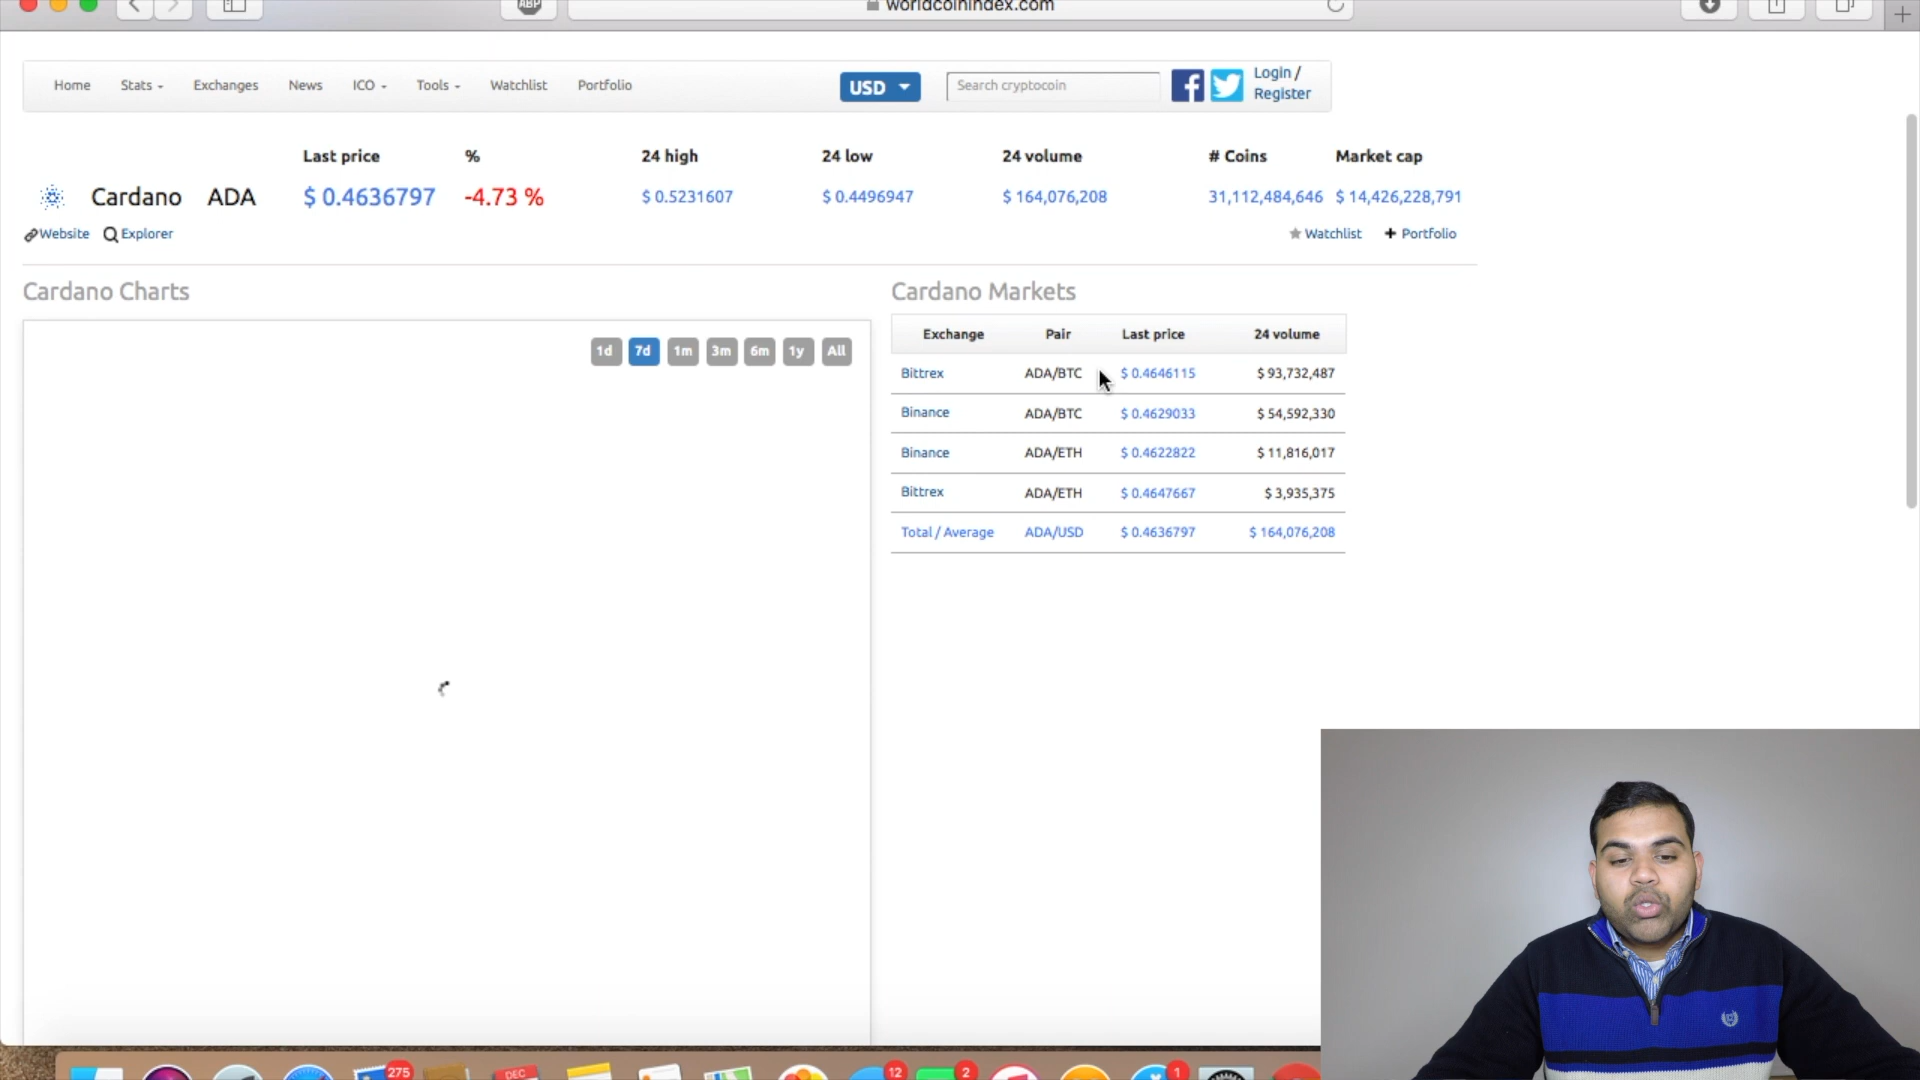 ABP
worldcoinindex.com
Home Stats Exchanges News ICO Tools Watchlist Portfolio USD Search cryptocoin Login /
Register
Last price % 24 high 24 low 24 volume # Coins Market cap
Cardano ADA $ 0.4636797 -4.73 % $ 0.5231607 $ 0.4496947 $ 164,076,208 31,112,484,646 $ 14,426,228,791
Website Explorer Watchlist + Portfolio
Cardano Charts
1d 7d 1m 3m 6m 1y All
Cardano Markets
Exchange Pair Last price 24 volume
Bittrex ADA/BTC $ 0.4646115 $ 93,732,487
Binance ADA/BTC $ 0.4629033 $ 54,592,330
Binance ADA/ETH $ 0.4622822 $ 11,816,017
Bittrex ADA/ETH $ 0.4647667 $ 3,935,375
Total / Average ADA/USD $ 0.4636797 $ 164,076,208
275 DEC 12 2 1